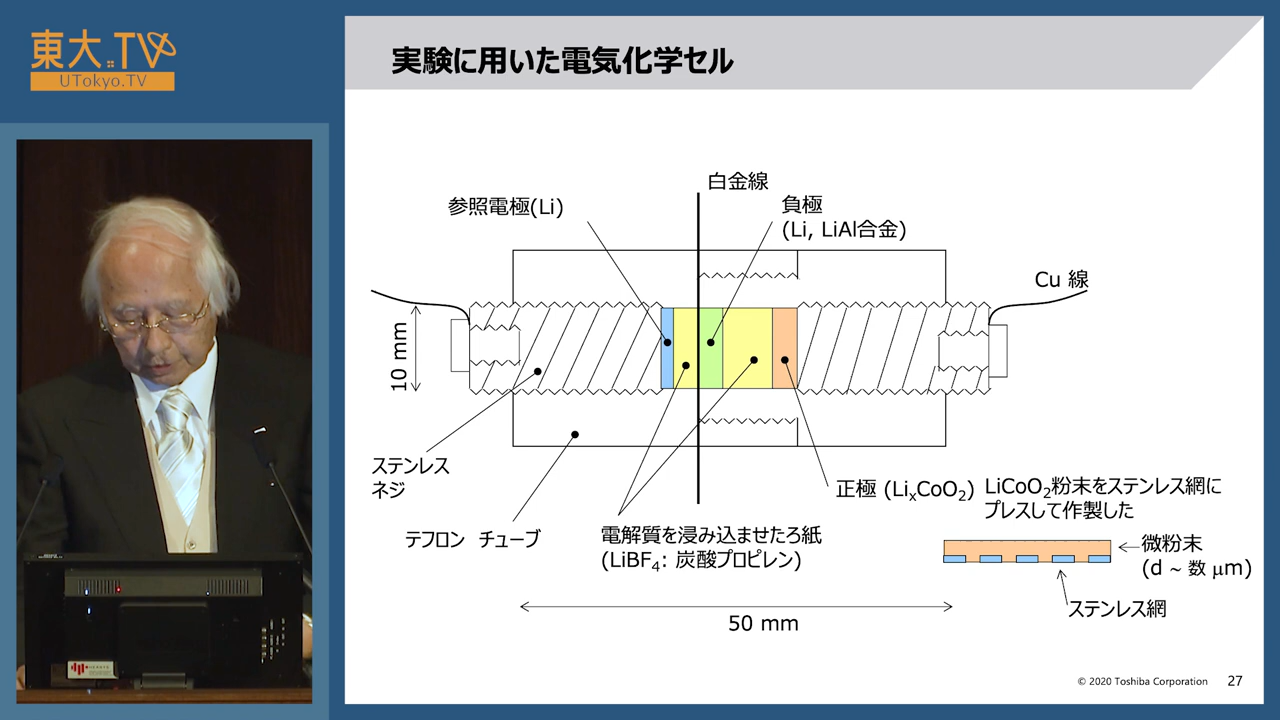 東大.TV
UTokyo.TV
実験に用いた電気化学セル
白金線
参照電極(Li)
負極
(Li, LiAl合金)
Cu 線
10 mm
ステンレス
ネジ
テフロン チューブ
電解質を浸み込ませたろ紙
(LiBF₄: 炭酸プロピレン)
正極 (LiₓCoO₂)
LiCoO₂粉末をステンレス網に
プレスして作製した
微粉末
(d ~ 数 μm)
ステンレス網
50 mm
© 2020 Toshiba Corporation
27